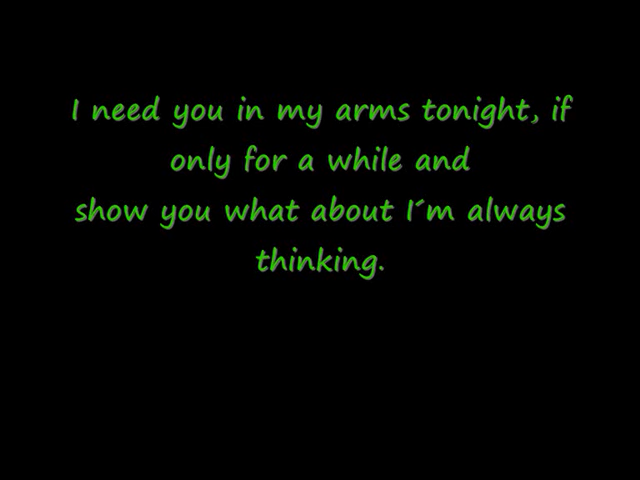 I need you in my arms tonight, if
only for a while and
show you what about I´m always
thinking.